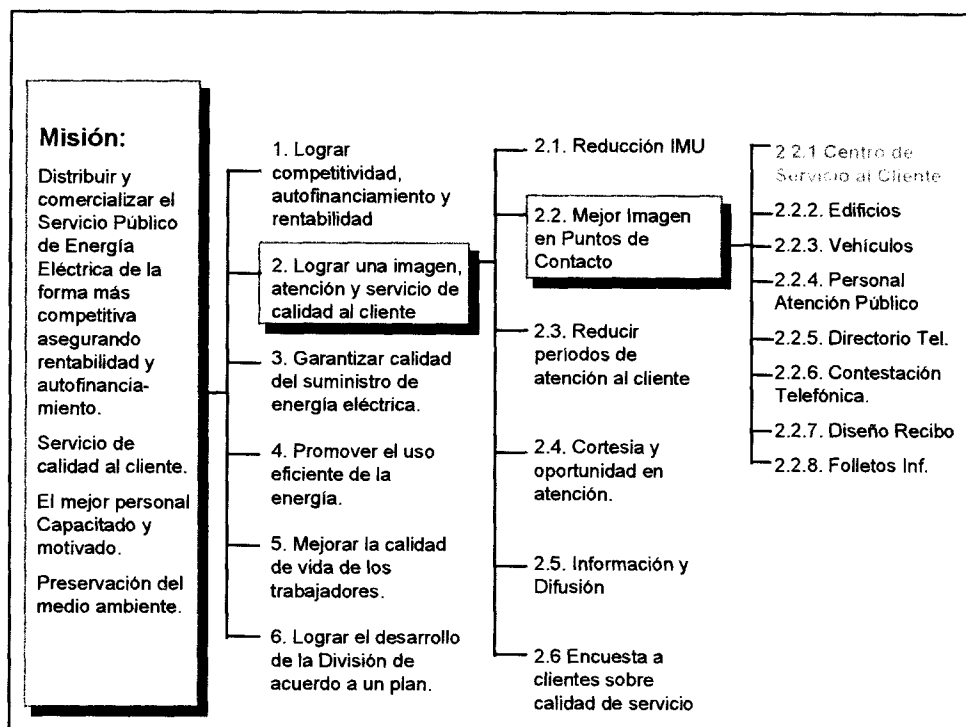 Misión:
Distribuir y
comercializar el
Servicio Público
de Energía
Eléctrica de la
forma más
competitiva
asegurando
rentabilidad y
autofinancia-
miento.
Servicio de
calidad al cliente.
El mejor personal
Capacitado y
motivado.
Preservación del
medio ambiente.
1. Lograr
competitividad,
autofinanciamiento y
rentabilidad
2. Lograr una imagen,
atención y servicio de
calidad al cliente
3. Garantizar calidad
del suministro de
energía eléctrica.
4. Promover el uso
eficiente de la
energía.
5. Mejorar la calidad
de vida de los
trabajadores.
6. Lograr el desarrollo
de la División de
acuerdo a un plan.
2.1. Reducción IMU
2.2. Mejor Imagen
en Puntos de
Contacto
2.3. Reducir
periodos de
atención al cliente
2.4. Cortesia y
oportunidad en
atención.
2.5. Información y
Difusión
2.6 Encuesta a
clientes sobre
calidad de servicio
2.2.1 Centro de
Servicio al Cliente
2.2.2. Edificios
2.2.3. Vehículos
2.2.4. Personal
Atención Público
2.2.5. Directorio Tel.
2.2.6. Contestación
Telefónica.
2.2.7. Diseño Recibo
2.2.8. Folletos Inf.